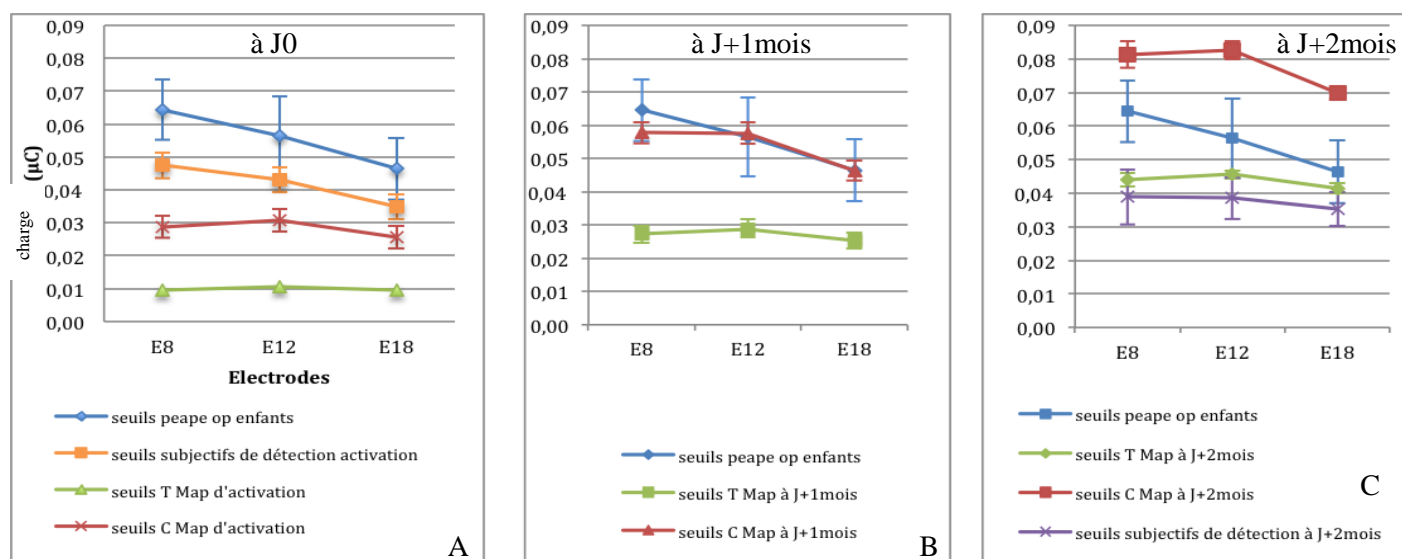 à J0
0,09
0,08
0,07
0,06
0,05
0,04
0,03
0,02
0,01
0,00
charge
(µC)
E8 E12 E18
Electrodes
seuils peape op enfants
seuils subjectifs de détection activation
seuils T Map d'activation
seuils C Map d'activation
A
à J+1mois
0,09
0,08
0,07
0,06
0,05
0,04
0,03
0,02
0,01
0,00
E8 E12 E18
seuils peape op enfants
seuils T Map à J+1mois
seuils C Map à J+1mois
B
à J+2mois
0,09
0,08
0,07
0,06
0,05
0,04
0,03
0,02
0,01
0,00
E8 E12 E18
seuils peape op enfants
seuils T Map à J+2mois
seuils C Map à J+2mois
seuils subjectifs de détection à J+2mois
C